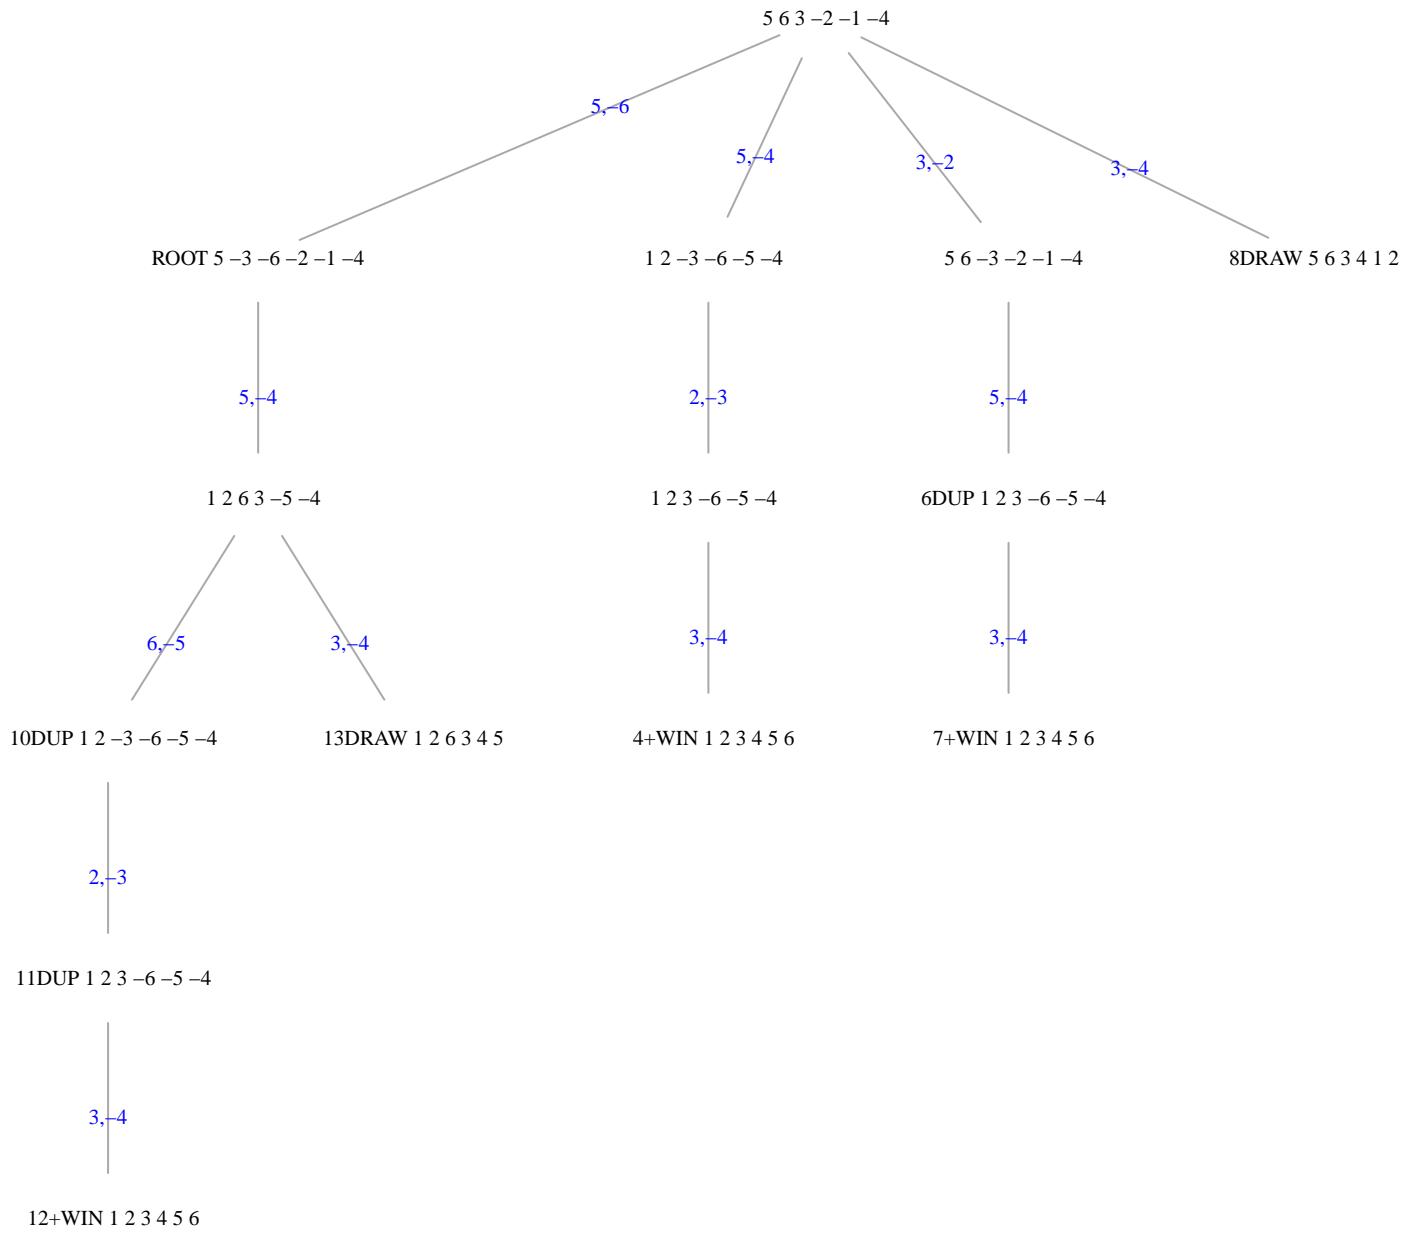 5 6 3 −2 −1 −4
5,−6
5,−4
3,−2
3,−4
ROOT 5 −3 −6 −2 −1 −4
1 2 −3 −6 −5 −4
5 6 −3 −2 −1 −4
8DRAW 5 6 3 4 1 2
5,−4
2,−3
5,−4
1 2 6 3 −5 −4
1 2 3 −6 −5 −4
6DUP 1 2 3 −6 −5 −4
6,−5
3,−4
3,−4
3,−4
10DUP 1 2 −3 −6 −5 −4
13DRAW 1 2 6 3 4 5
4+WIN 1 2 3 4 5 6
7+WIN 1 2 3 4 5 6
2,−3
11DUP 1 2 3 −6 −5 −4
3,−4
12+WIN 1 2 3 4 5 6